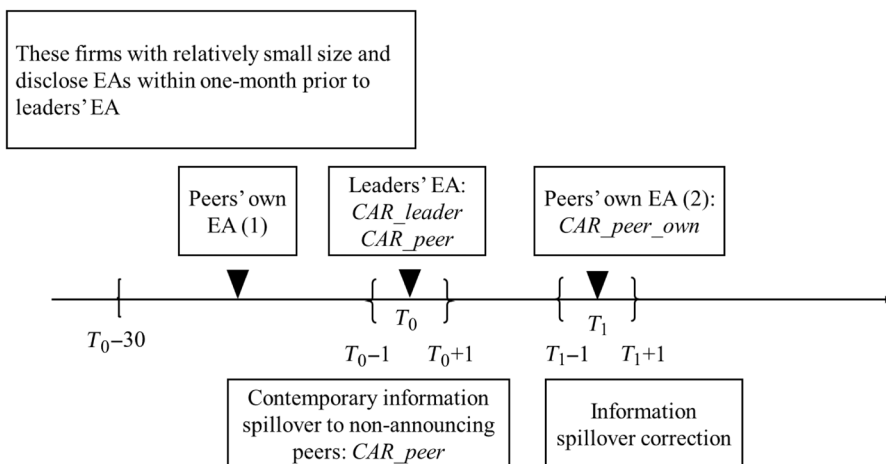 These firms with relatively small size and
disclose EAs within one-month prior to
leaders’ EA
Peers’ own
EA (1)
Leaders’ EA:
CAR_leader
CAR_peer
Peers’ own EA (2):
CAR_peer_own
T0−30
T0−1
T0
T0+1
T1−1
T1
T1+1
Contemporary information
spillover to non-announcing
peers: CAR_peer
Information
spillover correction